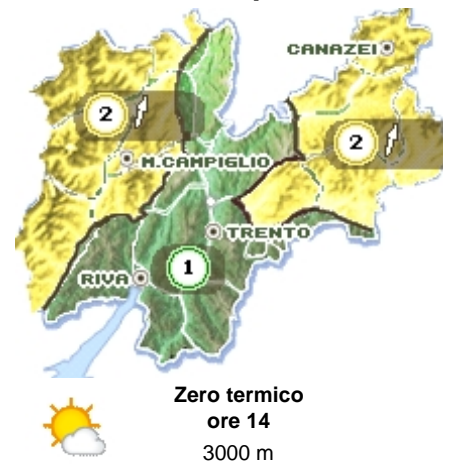 CANAZEI
2
2
M.CAMPIGLIO
TRENTO
RIVA
1
Zero termico
ore 14
3000 m